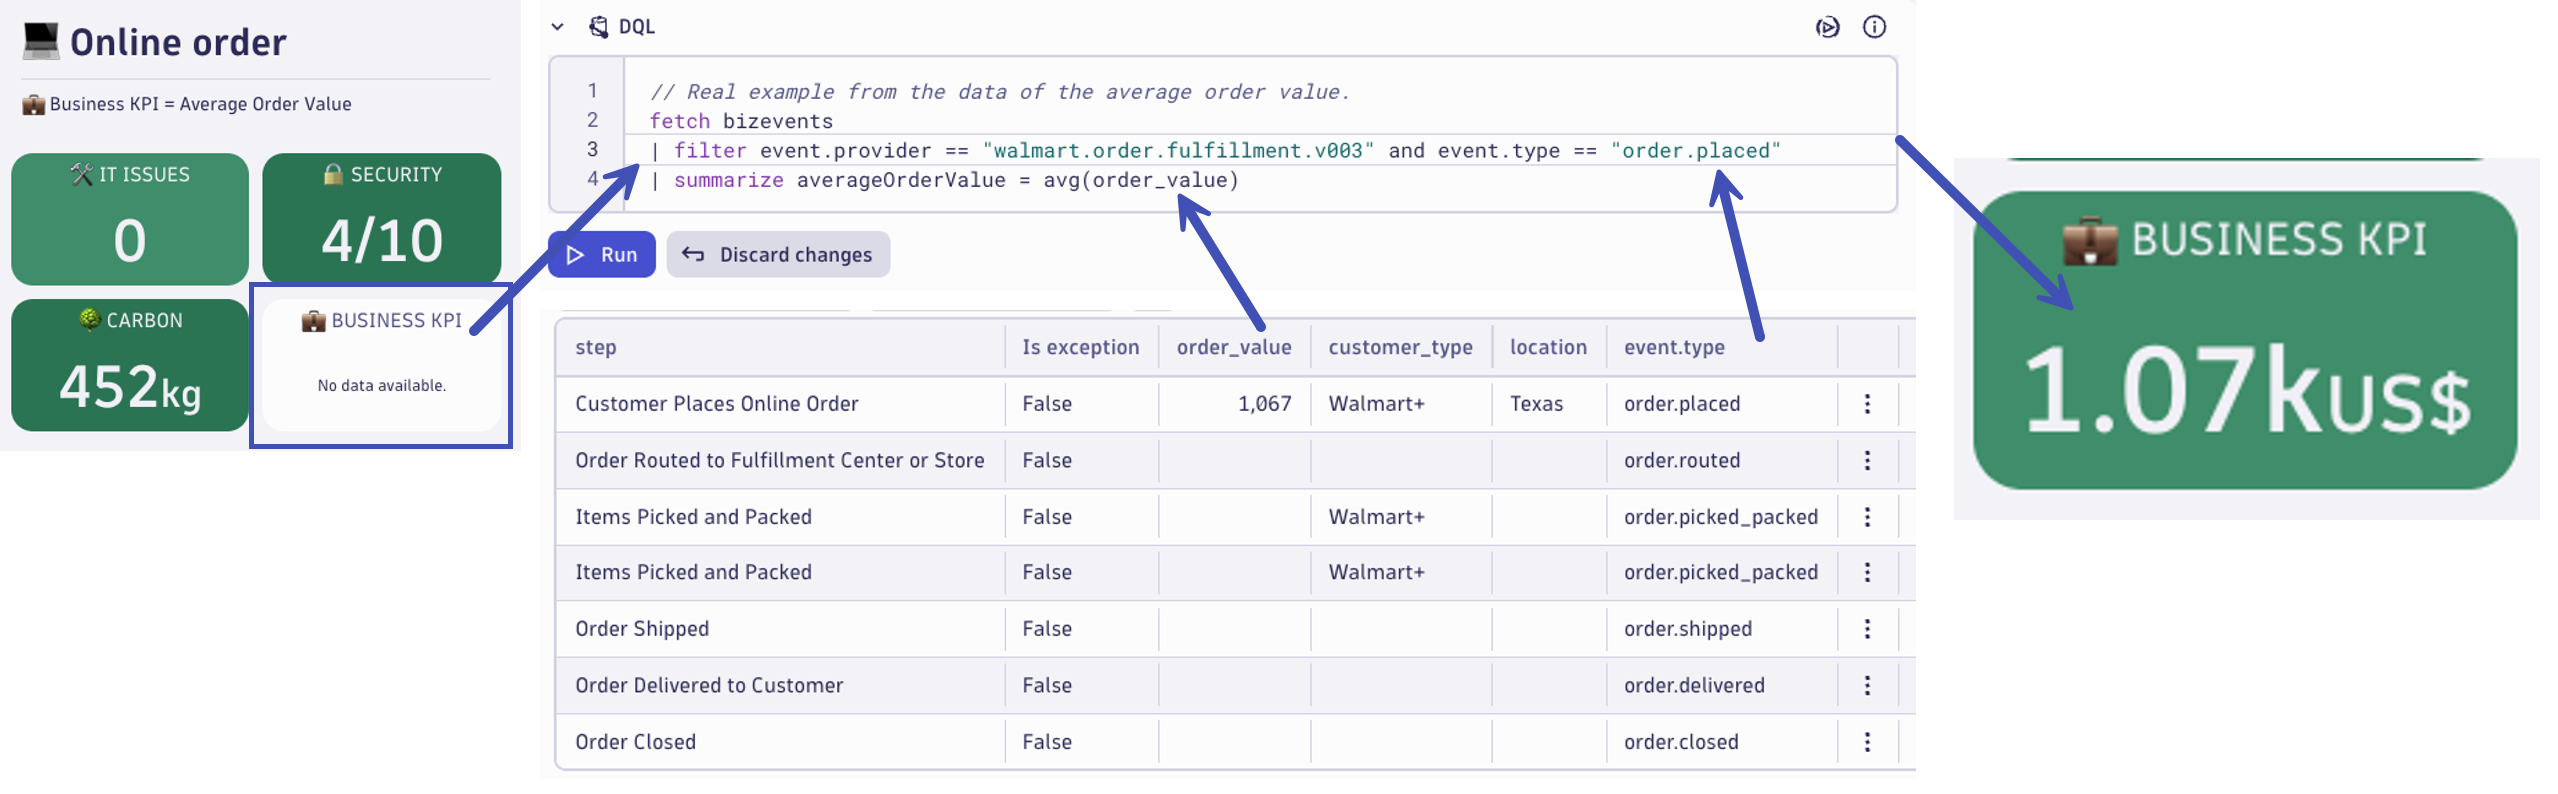 Online order
Business KPI = Average Order Value
IT ISSUES
0
SECURITY
4/10
CARBON
452kg
BUSINESS KPI
No data available.
DQL
1 // Real example from the data of the average order value.
2 fetch bizevents
3 | filter event.provider == "walmart.order.fulfillment.v003" and event.type == "order.placed"
4 | summarize averageOrderValue = avg(order_value)
Run
Discard changes
step Is exception order_value customer_type location event.type
Customer Places Online Order False 1,067 Walmart+ Texas order.placed
Order Routed to Fulfillment Center or Store False order.routed
Items Picked and Packed False Walmart+ order.picked_packed
Items Picked and Packed False Walmart+ order.picked_packed
Order Shipped False order.shipped
Order Delivered to Customer False order.delivered
Order Closed False order.closed
BUSINESS KPI
1.07kUS$